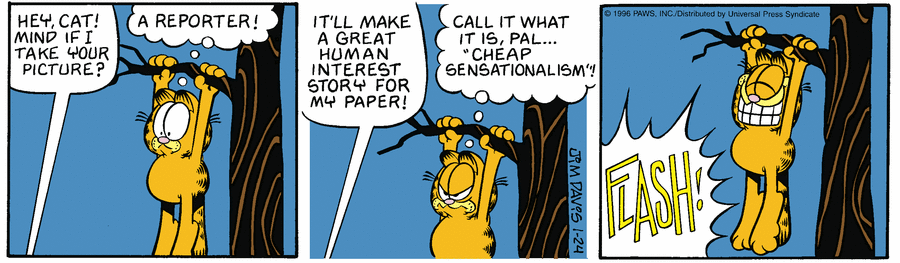 HEY, CAT!
MIND IF I
TAKE YOUR
PICTURE?
A REPORTER!
IT'LL MAKE
A GREAT
HUMAN
INTEREST
STORY FOR
MY PAPER!
CALL IT WHAT
IT IS, PAL...
"CHEAP
SENSATIONALISM"!
JIM DAVIS 1-24
© 1996 PAWS, INC./Distributed by Universal Press Syndicate
FLASH!